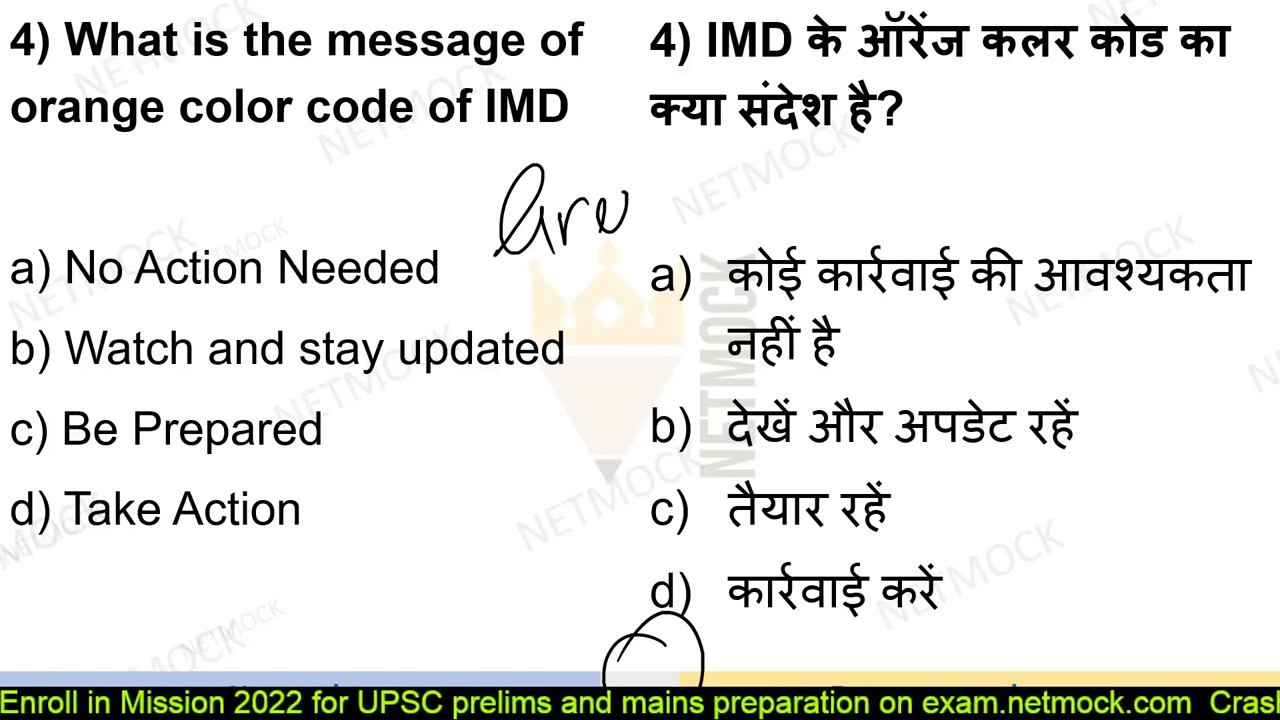 4) What is the message of
orange color code of IMD
a) No Action Needed
b) Watch and stay updated
c) Be Prepared
d) Take Action
4) IMD के ऑरेंज कलर कोड का
क्या संदेश है?
a) कोई कार्रवाई की आवश्यकता
नहीं है
b) देखें और अपडेट रहें
c) तैयार रहें
d) कार्रवाई करें
NETMOCK
Enroll in Mission 2022 for UPSC prelims and mains preparation on exam.netmock.com Crash